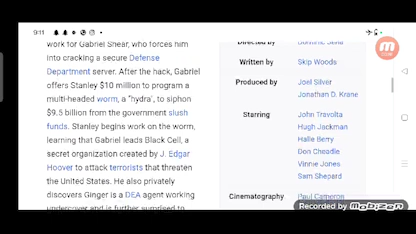 9:11
work for Gabriel Shear, who forces him
into cracking a secure Defense
Department server. After the hack, Gabriel
offers Stanley $10 million to program a
multi-headed worm, a "hydra', to siphon
$9.5 billion from the government slush
funds. Stanley begins work on the worm,
learning that Gabriel leads Black Cell, a
secret organization created by J. Edgar
Hoover to attack terrorists that threaten
the United States. He also privately
discovers Ginger is a DEA agent working
undercover and is further surprised to
Directed by
Dominic Sena
Written by
Skip Woods
Produced by
Joel Silver
Jonathan D. Krane
Starring
John Travolta
Hugh Jackman
Halle Berry
Don Cheadle
Vinnie Jones
Sam Shepard
Cinematography
Paul Cameron
Recorded by mobizen